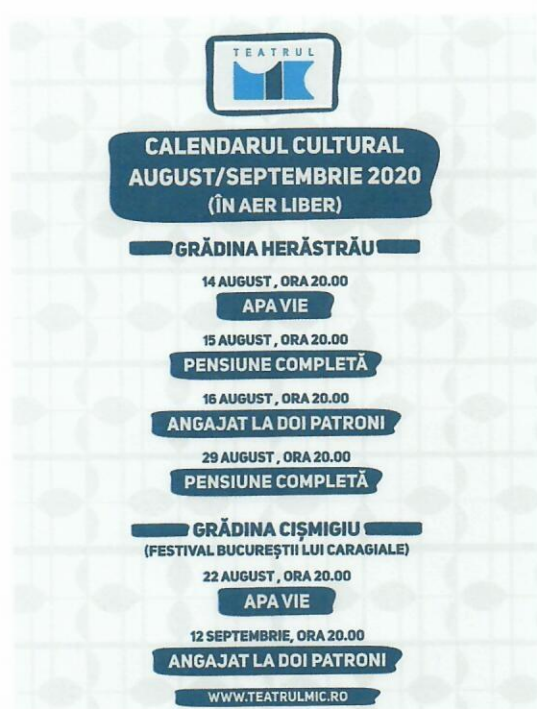 TEATRUL
MIC
CALENDARUL CULTURAL
AUGUST/SEPTEMBRIE 2020
(ÎN AER LIBER)
GRĂDINA HERĂSTRĂU
14 AUGUST, ORA 20.00
APA VIE
15 AUGUST, ORA 20.00
PENSIUNE COMPLETĂ
16 AUGUST, ORA 20.00
ANGAJAT LA DOI PATRONI
29 AUGUST, ORA 20.00
PENSIUNE COMPLETĂ
GRĂDINA CIȘMIGIU
(FESTIVAL BUCUREȘTII LUI CARAGIALE)
22 AUGUST, ORA 20.00
APA VIE
12 SEPTEMBRIE, ORA 20.00
ANGAJAT LA DOI PATRONI
WWW.TEATRULMIC.RO